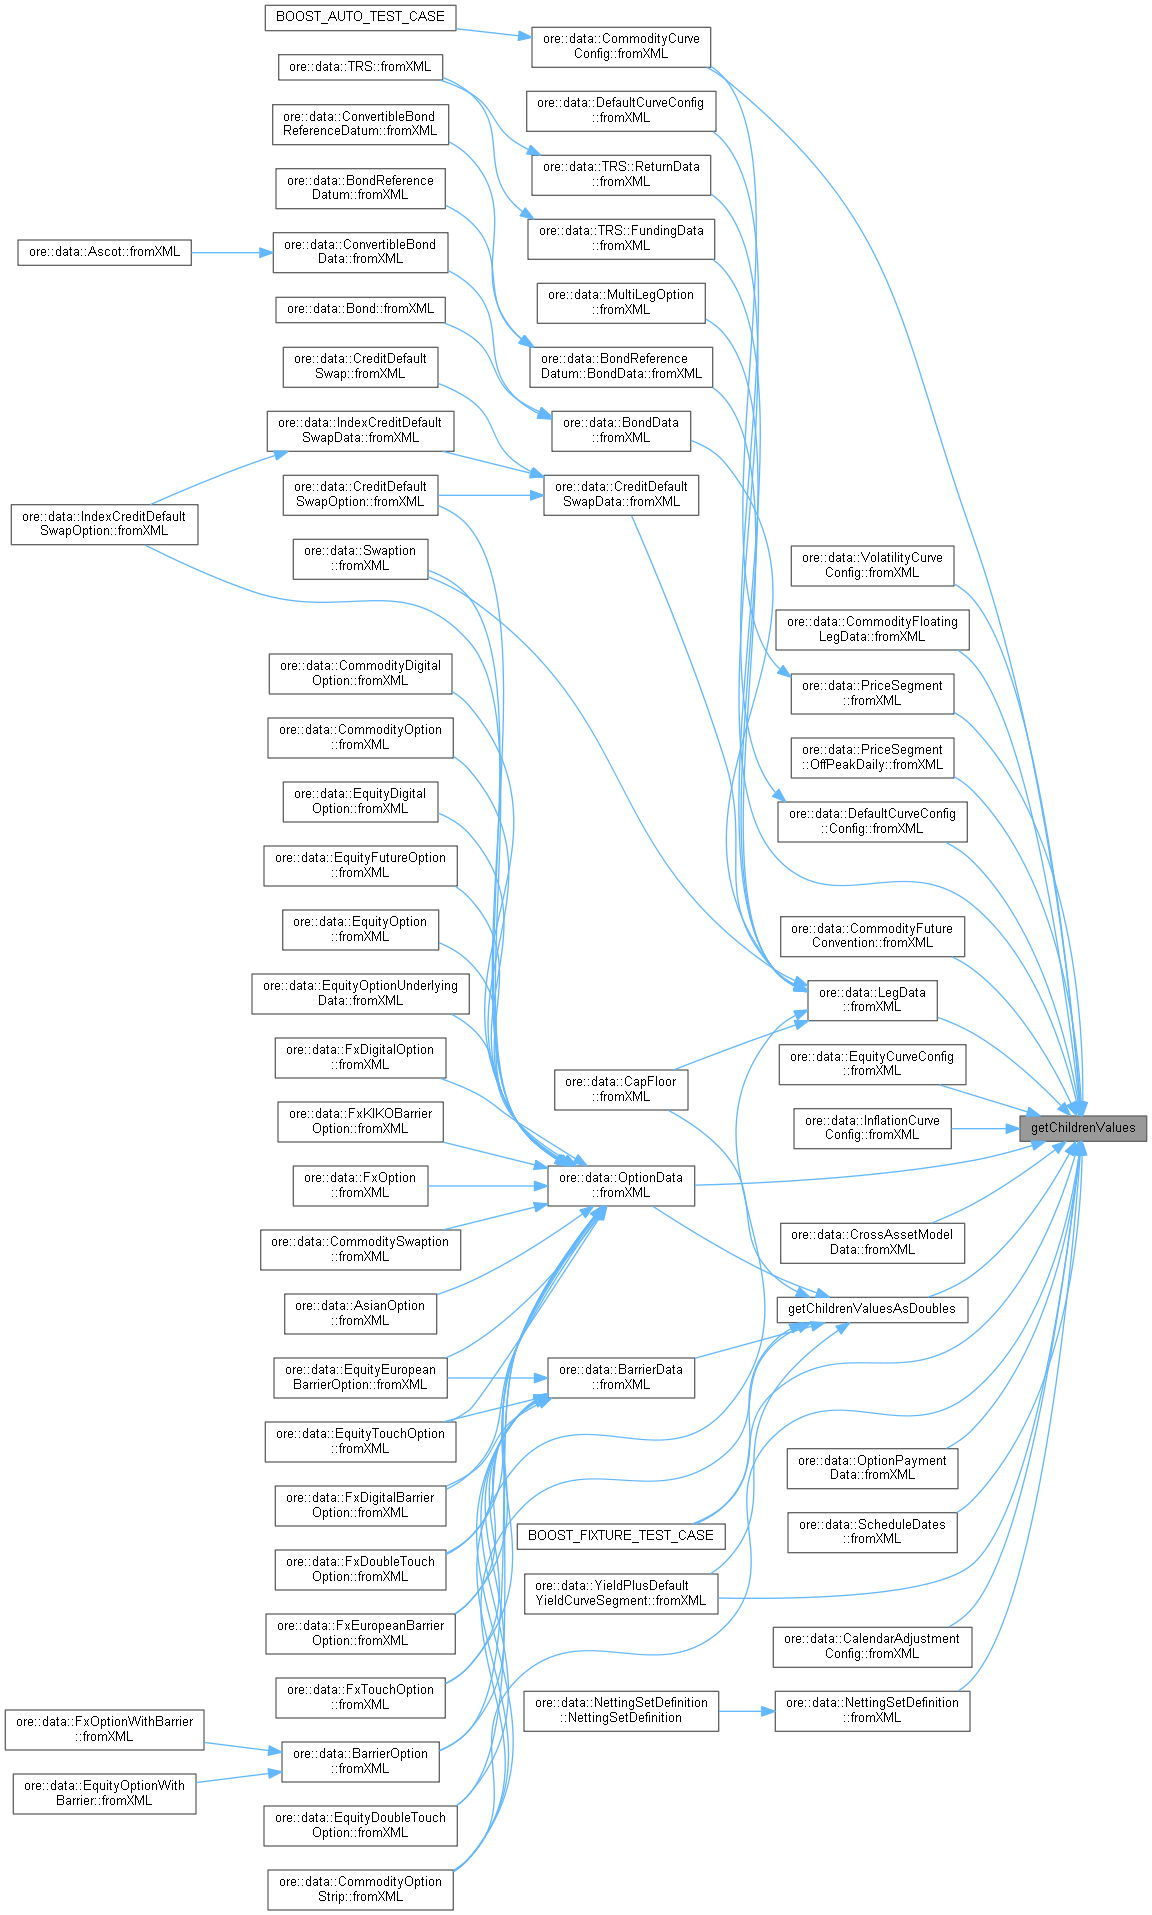 BOOST_AUTO_TEST_CASE
ore::data::TRS::fromXML
ore::data::ConvertibleBond
ReferenceDatum::fromXML
ore::data::BondReference
Datum::fromXML
ore::data::Ascot::fromXML
ore::data::ConvertibleBond
Data::fromXML
ore::data::Bond::fromXML
ore::data::CreditDefault
Swap::fromXML
ore::data::IndexCreditDefault
SwapData::fromXML
ore::data::CreditDefault
SwapOption::fromXML
ore::data::IndexCreditDefault
SwapOption::fromXML
ore::data::Swaption
::fromXML
ore::data::CommodityDigital
Option::fromXML
ore::data::CommodityOption
::fromXML
ore::data::EquityDigital
Option::fromXML
ore::data::EquityFutureOption
::fromXML
ore::data::EquityOption
::fromXML
ore::data::EquityOptionUnderlying
Data::fromXML
ore::data::FxDigitalOption
::fromXML
ore::data::FxKIKOBarrier
Option::fromXML
ore::data::FxOption
::fromXML
ore::data::CommoditySwaption
::fromXML
ore::data::AsianOption
::fromXML
ore::data::EquityEuropean
BarrierOption::fromXML
ore::data::EquityTouchOption
::fromXML
ore::data::FxDigitalBarrier
Option::fromXML
ore::data::FxDoubleTouch
Option::fromXML
ore::data::FxEuropeanBarrier
Option::fromXML
ore::data::FxTouchOption
::fromXML
ore::data::FxOptionWithBarrier
::fromXML
ore::data::BarrierOption
::fromXML
ore::data::EquityOptionWith
Barrier::fromXML
ore::data::EquityDoubleTouch
Option::fromXML
ore::data::CommodityOption
Strip::fromXML
ore::data::CommodityCurve
Config::fromXML
ore::data::DefaultCurveConfig
::fromXML
ore::data::TRS::ReturnData
::fromXML
ore::data::TRS::FundingData
::fromXML
ore::data::MultiLegOption
::fromXML
ore::data::BondReference
Datum::BondData::fromXML
ore::data::BondData
::fromXML
ore::data::CreditDefault
SwapData::fromXML
ore::data::CapFloor
::fromXML
ore::data::OptionData
::fromXML
ore::data::BarrierData
::fromXML
BOOST_FIXTURE_TEST_CASE
ore::data::YieldPlusDefault
YieldCurveSegment::fromXML
ore::data::NettingSetDefinition
::NettingSetDefinition
ore::data::VolatilityCurve
Config::fromXML
ore::data::CommodityFloating
LegData::fromXML
ore::data::PriceSegment
::fromXML
ore::data::PriceSegment
::OffPeakDaily::fromXML
ore::data::DefaultCurveConfig
::Config::fromXML
ore::data::CommodityFuture
Convention::fromXML
ore::data::LegData
::fromXML
ore::data::EquityCurveConfig
::fromXML
ore::data::InflationCurve
Config::fromXML
getChildrenValues
ore::data::CrossAssetModel
Data::fromXML
getChildrenValuesAsDoubles
ore::data::OptionPayment
Data::fromXML
ore::data::ScheduleDates
::fromXML
ore::data::CalendarAdjustment
Config::fromXML
ore::data::NettingSetDefinition
::fromXML